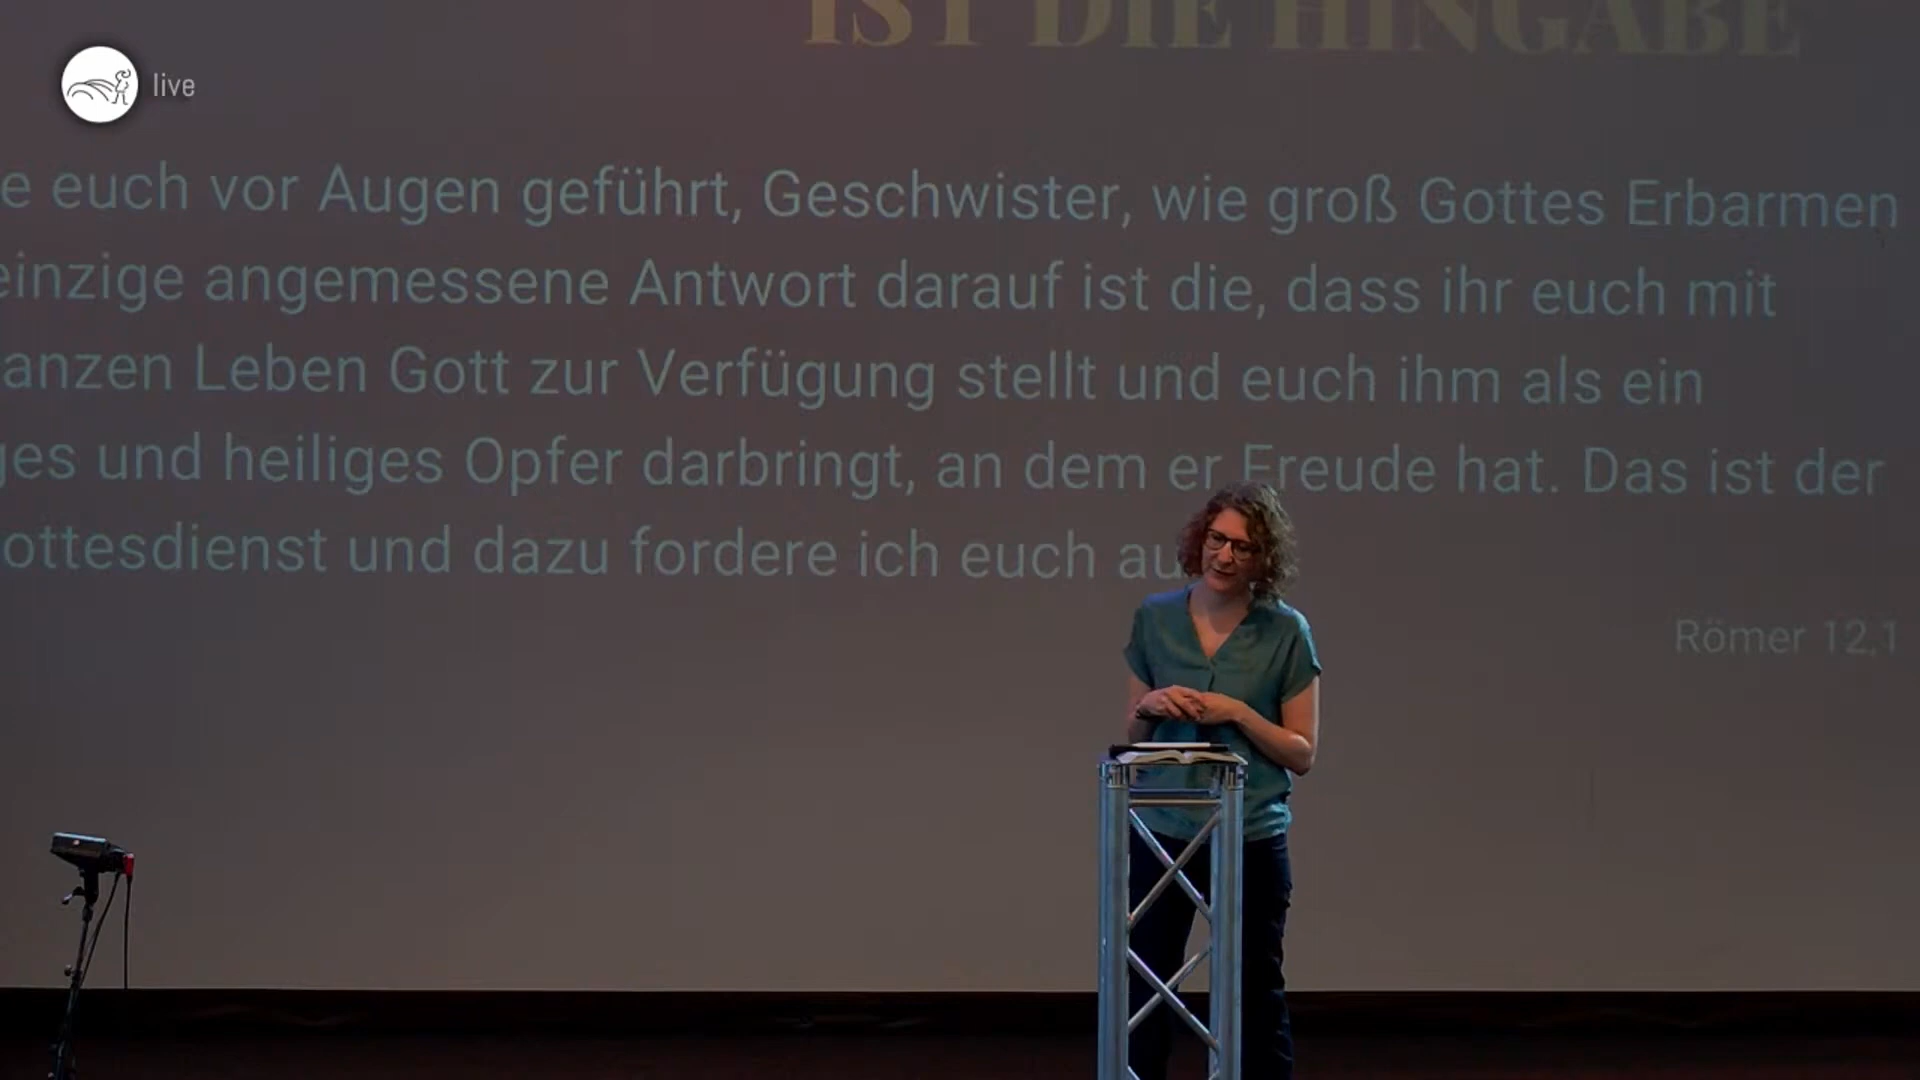 IST DIE HINGABE
live
e euch vor Augen geführt, Geschwister, wie groß Gottes Erbarmen
einzige angemessene Antwort darauf ist die, dass ihr euch mit
anzen Leben Gott zur Verfügung stellt und euch ihm als ein
ges und heiliges Opfer darbringt, an dem er Freude hat. Das ist der
ottesdienst und dazu fordere ich euch au
Römer 12,1